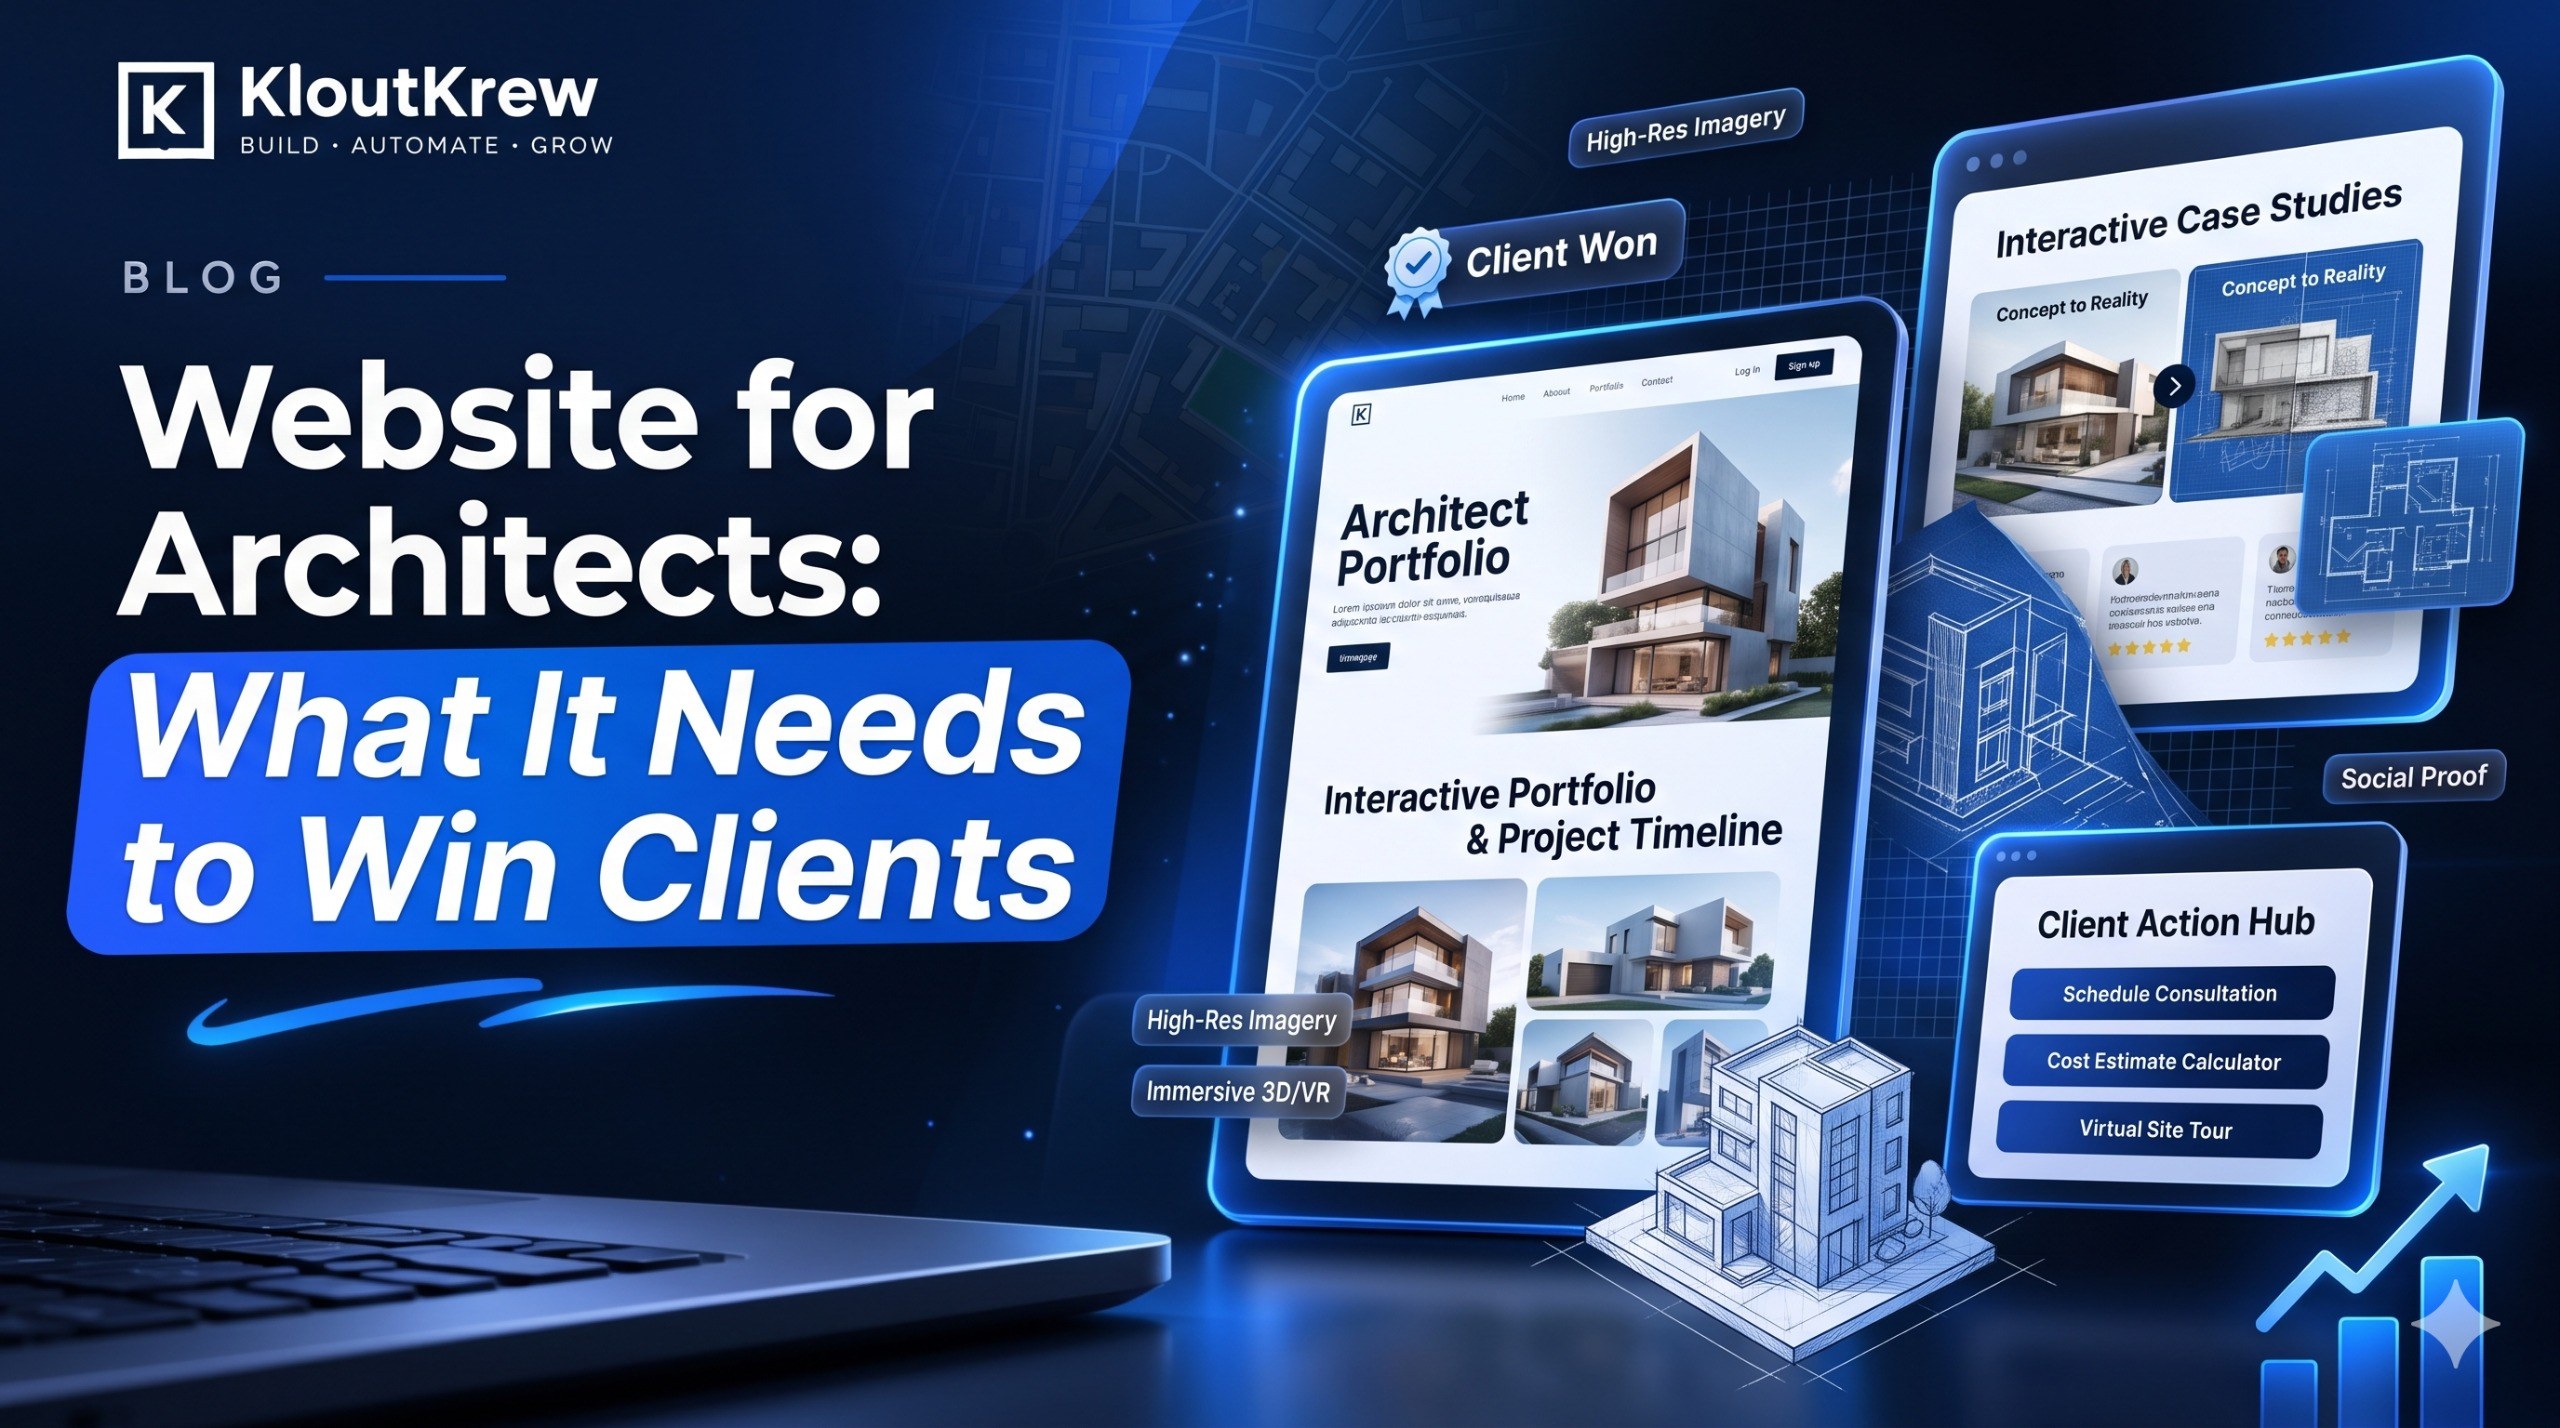 K
KloutKrew
BUILD • AUTOMATE • GROW
BLOG
Website for
Architects:
What It Needs
to Win Clients
High-Res Imagery
Client Won
K
Home
Portfolio
Contact
Log In
Sign up
Architect
Portfolio
Lorem dolor sit
Interactive Portfolio
& Project Timeline
High-Res Imagery
Immersive 3D/VR
Interactive Case Studies
Concept to Reality
Concept to Reality
Social Proof
Client Action Hub
Schedule Consultation
Cost Estimate Calculator
Virtual Site Tour